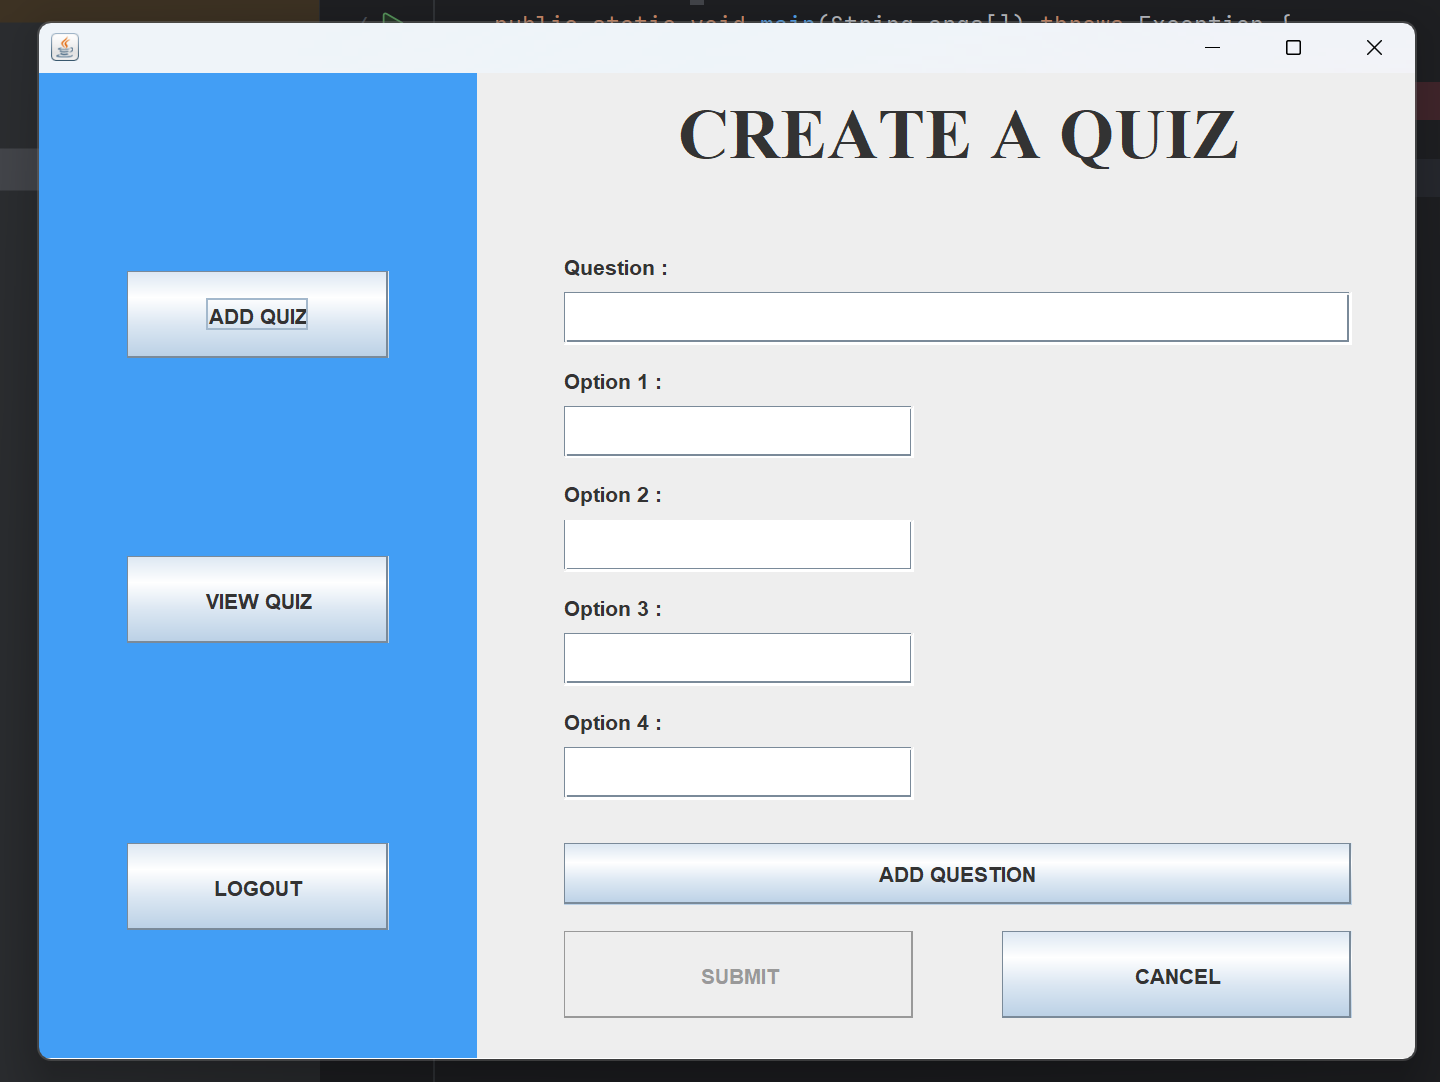 public static void main(String args[]) throws Exception {
CREATE A QUIZ
ADD QUIZ
VIEW QUIZ
LOGOUT
Question :
Option 1 :
Option 2 :
Option 3 :
Option 4 :
ADD QUESTION
SUBMIT
CANCEL